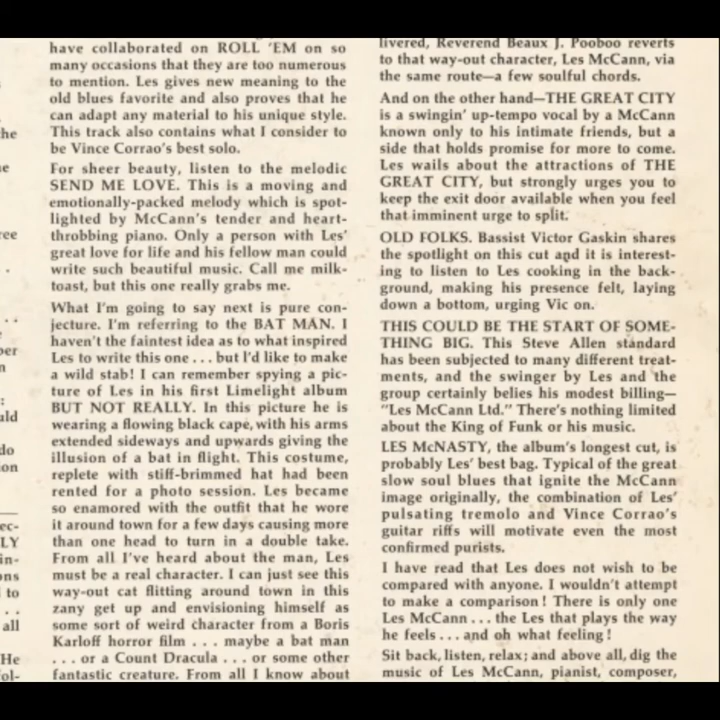 he
e
ree
.
. .
e
ber
n
:
uld
do
ion
ec-
LY
in-
ons
to
. .
all
He
fol-
have collaborated on ROLL 'EM on so
many occasions that they are too numerous
to mention. Les gives new meaning to the
old blues favorite and also proves that he
can adapt any material to his unique style.
This track also contains what I consider to
be Vince Corrao's best solo.
For sheer beauty, listen to the melodic
SEND ME LOVE. This is a moving and
emotionally-packed melody which is spot-
lighted by McCann's tender and heart-
throbbing piano. Only a person with Les'
great love for life and his fellow man could
write such beautiful music. Call me milk-
toast, but this one really grabs me.
What I'm going to say next is pure con-
jecture. I'm referring to the BAT MAN. I
haven't the faintest idea as to what inspired
Les to write this one . . . but I'd like to make
a wild stab! I can remember spying a pic-
ture of Les in his first Limelight album
BUT NOT REALLY. In this picture he is
wearing a flowing black cape, with his arms
extended sideways and upwards giving the
illusion of a bat in flight. This costume,
replete with stiff-brimmed hat had been
rented for a photo session. Les became
so enamored with the outfit that he wore
it around town for a few days causing more
than one head to turn in a double take.
From all I've heard about the man, Les
must be a real character. I can just see this
way-out cat flitting around town in this
zany get up and envisioning himself as
some sort of weird character from a Boris
Karloff horror film . . . maybe a bat man
. . . or a Count Dracula . . . or some other
fantastic creature. From all I know about
livered, Reverend Beaux J. Pooboo reverts
to that way-out character, Les McCann, via
the same route—a few soulful chords.
And on the other hand—THE GREAT CITY
is a swingin' up-tempo vocal by a McCann
known only to his intimate friends, but a
side that holds promise for more to come.
Les wails about the attractions of THE
GREAT CITY, but strongly urges you to
keep the exit door available when you feel
that imminent urge to split.
OLD FOLKS. Bassist Victor Gaskin shares
the spotlight on this cut and it is interest-
ing to listen to Les cooking in the back-
ground, making his presence felt, laying
down a bottom, urging Vic on.
THIS COULD BE THE START OF SOME-
THING BIG. This Steve Allen standard
has been subjected to many different treat-
ments, and the swinger by Les and the
group certainly belies his modest billing—
"Les McCann Ltd." There's nothing limited
about the King of Funk or his music.
LES McNASTY, the album's longest cut, is
probably Les' best bag. Typical of the great
slow soul blues that ignite the McCann
image originally, the combination of Les'
pulsating tremolo and Vince Corrao's
guitar riffs will motivate even the most
confirmed purists.
I have read that Les does not wish to be
compared with anyone. I wouldn't attempt
to make a comparison! There is only one
Les McCann . . . the Les that plays the way
he feels . . . and oh what feeling!
Sit back, listen, relax; and above all, dig the
music of Les McCann, pianist, composer,